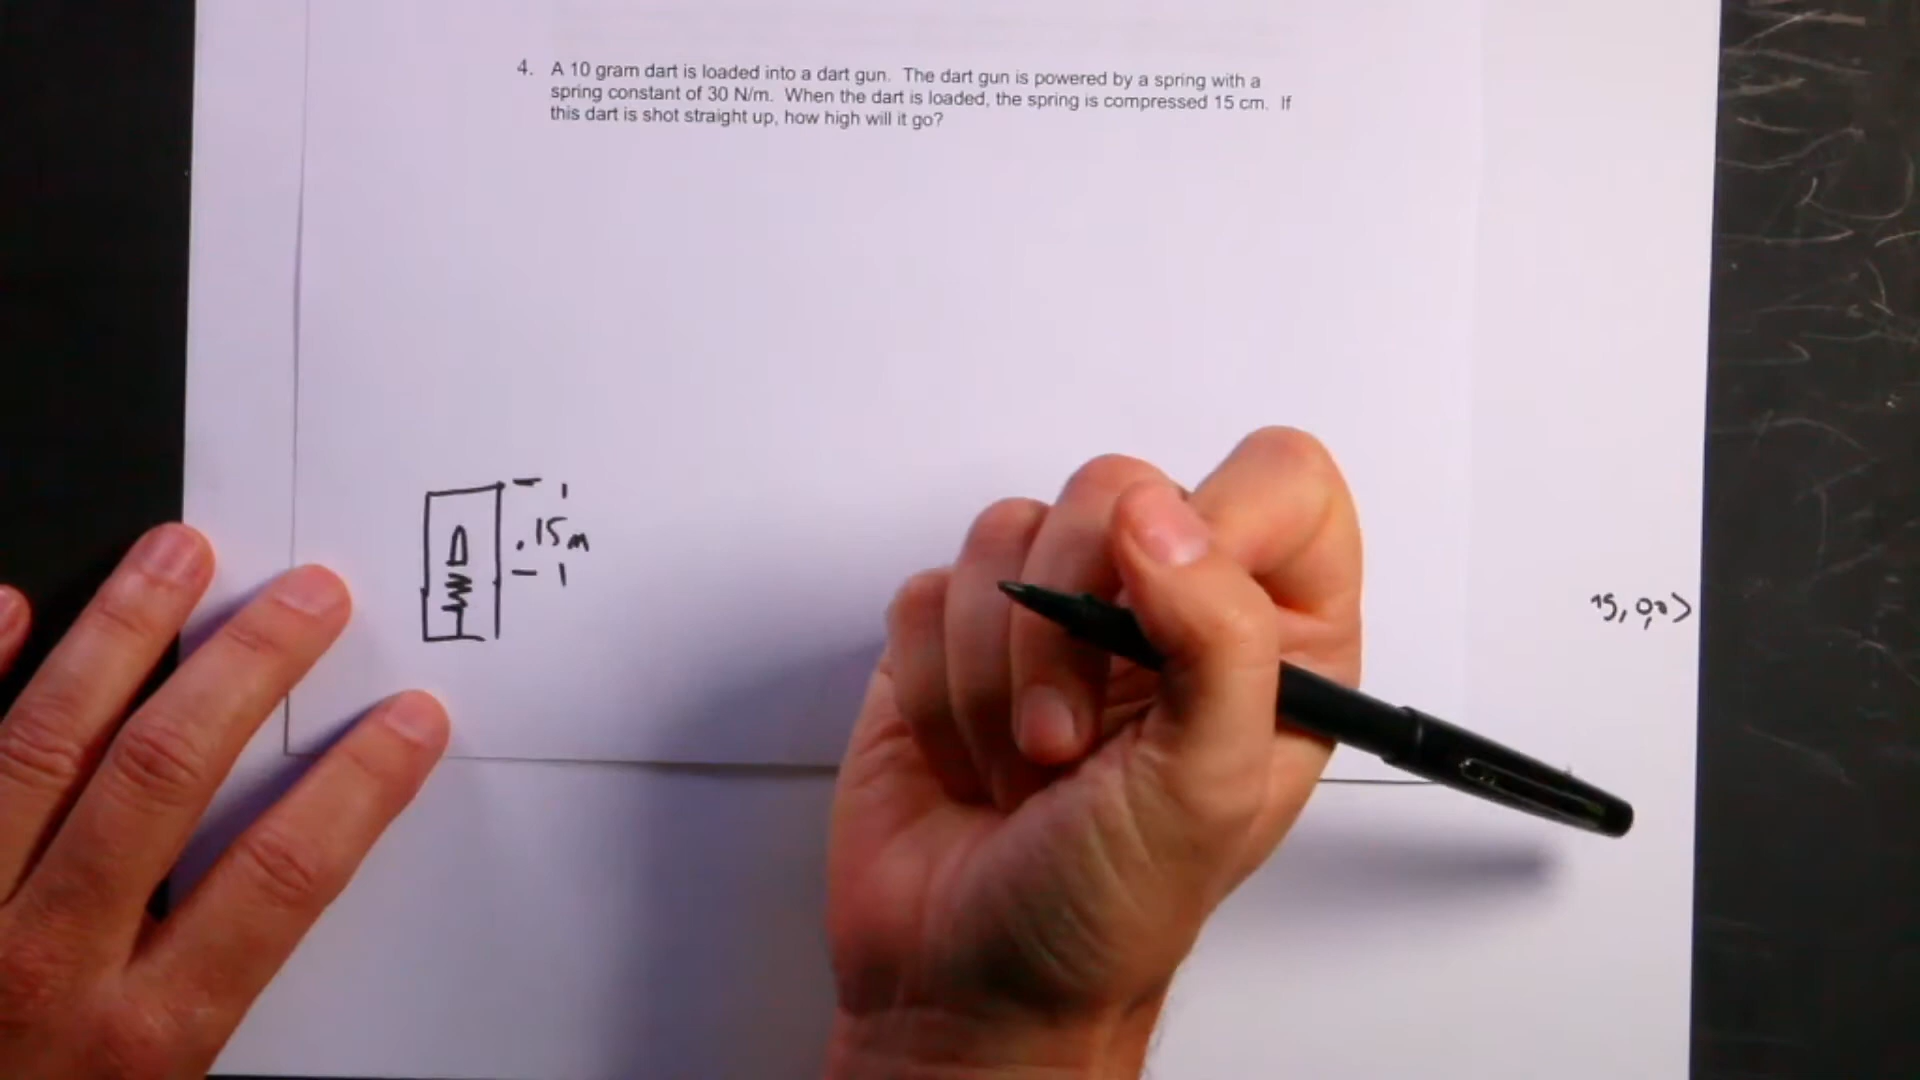 4. A 10 gram dart is loaded into a dart gun. The dart gun is powered by a spring with a
spring constant of 30 N/m. When the dart is loaded, the spring is compressed 15 cm. If
this dart is shot straight up, how high will it go?
.15m